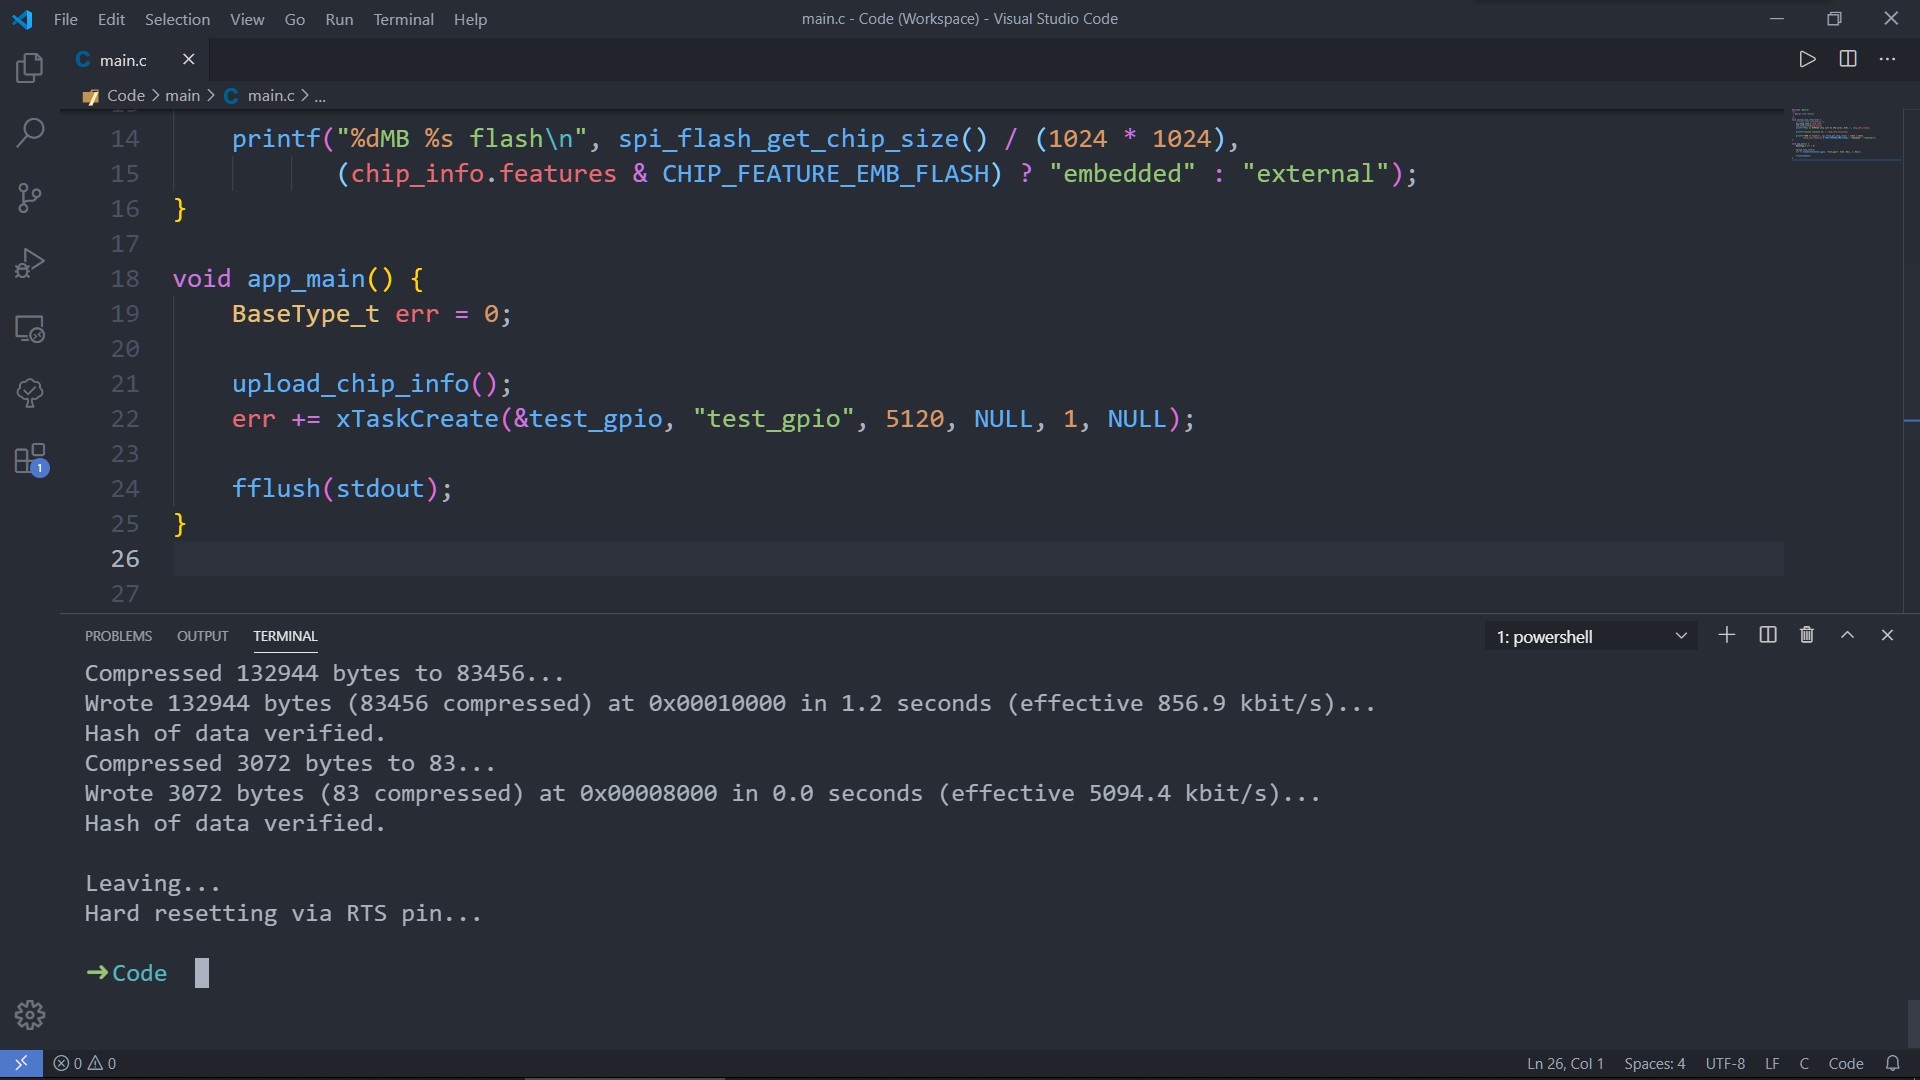 File Edit Selection View Go Run Terminal Help
main.c - Code (Workspace) - Visual Studio Code
C main.c
Code > main > C main.c > ...
14 printf("%dMB %s flash\n", spi_flash_get_chip_size() / (1024 * 1024),
15 (chip_info.features & CHIP_FEATURE_EMB_FLASH) ? "embedded" : "external");
16 }
17
18 void app_main() {
19 BaseType_t err = 0;
20
21 upload_chip_info();
22 err += xTaskCreate(&test_gpio, "test_gpio", 5120, NULL, 1, NULL);
23
24 fflush(stdout);
25 }
26
27
1
PROBLEMS OUTPUT TERMINAL
1: powershell
Compressed 132944 bytes to 83456...
Wrote 132944 bytes (83456 compressed) at 0x00010000 in 1.2 seconds (effective 856.9 kbit/s)...
Hash of data verified.
Compressed 3072 bytes to 83...
Wrote 3072 bytes (83 compressed) at 0x00008000 in 0.0 seconds (effective 5094.4 kbit/s)...
Hash of data verified.
Leaving...
Hard resetting via RTS pin...
➜ Code
0 0
Ln 26, Col 1 Spaces: 4 UTF-8 LF C Code